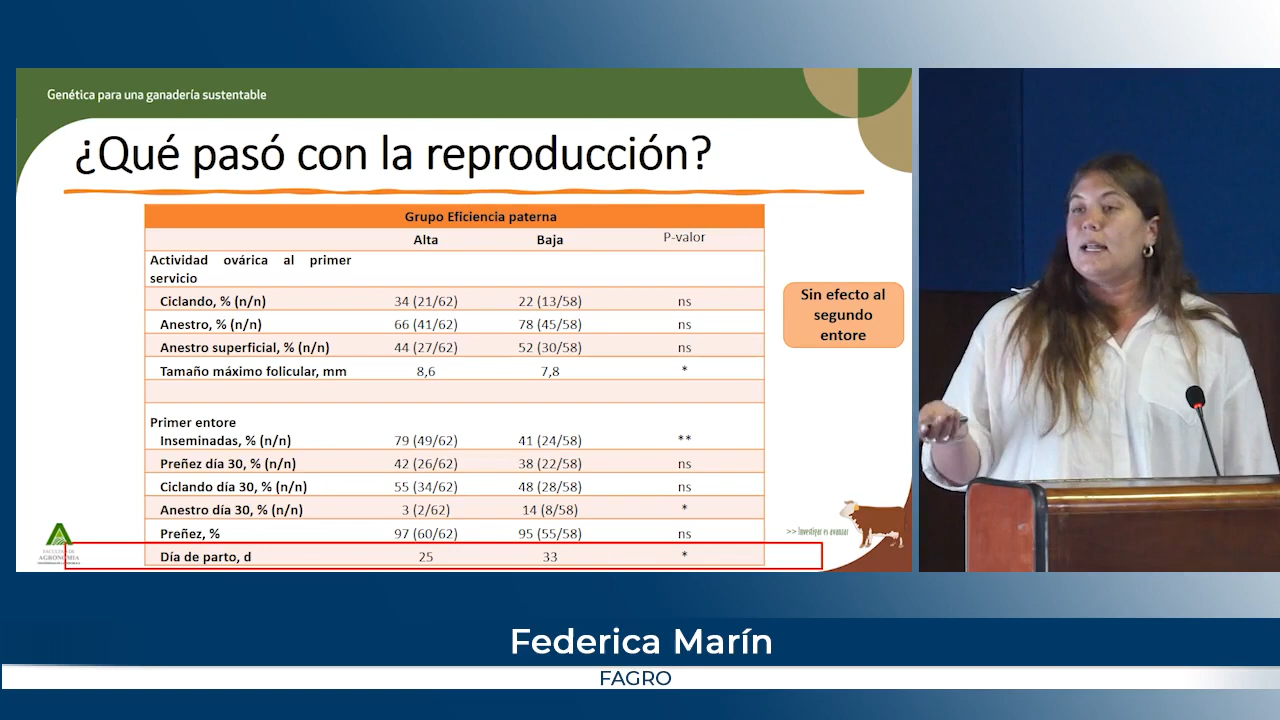 Genética para una ganadería sustentable
¿Qué pasó con la reproducción?
Grupo Eficiencia paterna
Alta Baja P-valor
Actividad ovárica al primer
servicio
Ciclando, % (n/n) 34 (21/62) 22 (13/58) ns
Anestro, % (n/n) 66 (41/62) 78 (45/58) ns
Anestro superficial, % (n/n) 44 (27/62) 52 (30/58) ns
Tamaño máximo folicular, mm 8,6 7,8 *
Primer entore
Inseminadas, % (n/n) 79 (49/62) 41 (24/58) **
Preñez día 30, % (n/n) 42 (26/62) 38 (22/58) ns
Ciclando día 30, % (n/n) 55 (34/62) 48 (28/58) ns
Anestro día 30, % (n/n) 3 (2/62) 14 (8/58) *
Preñez, % 97 (60/62) 95 (55/58) ns
Día de parto, d 25 33 *
Sin efecto al
segundo
entore
FACULTAD DE
AGRONOMIA
>> Investigar es avanzar
Federica Marín
FAGRO